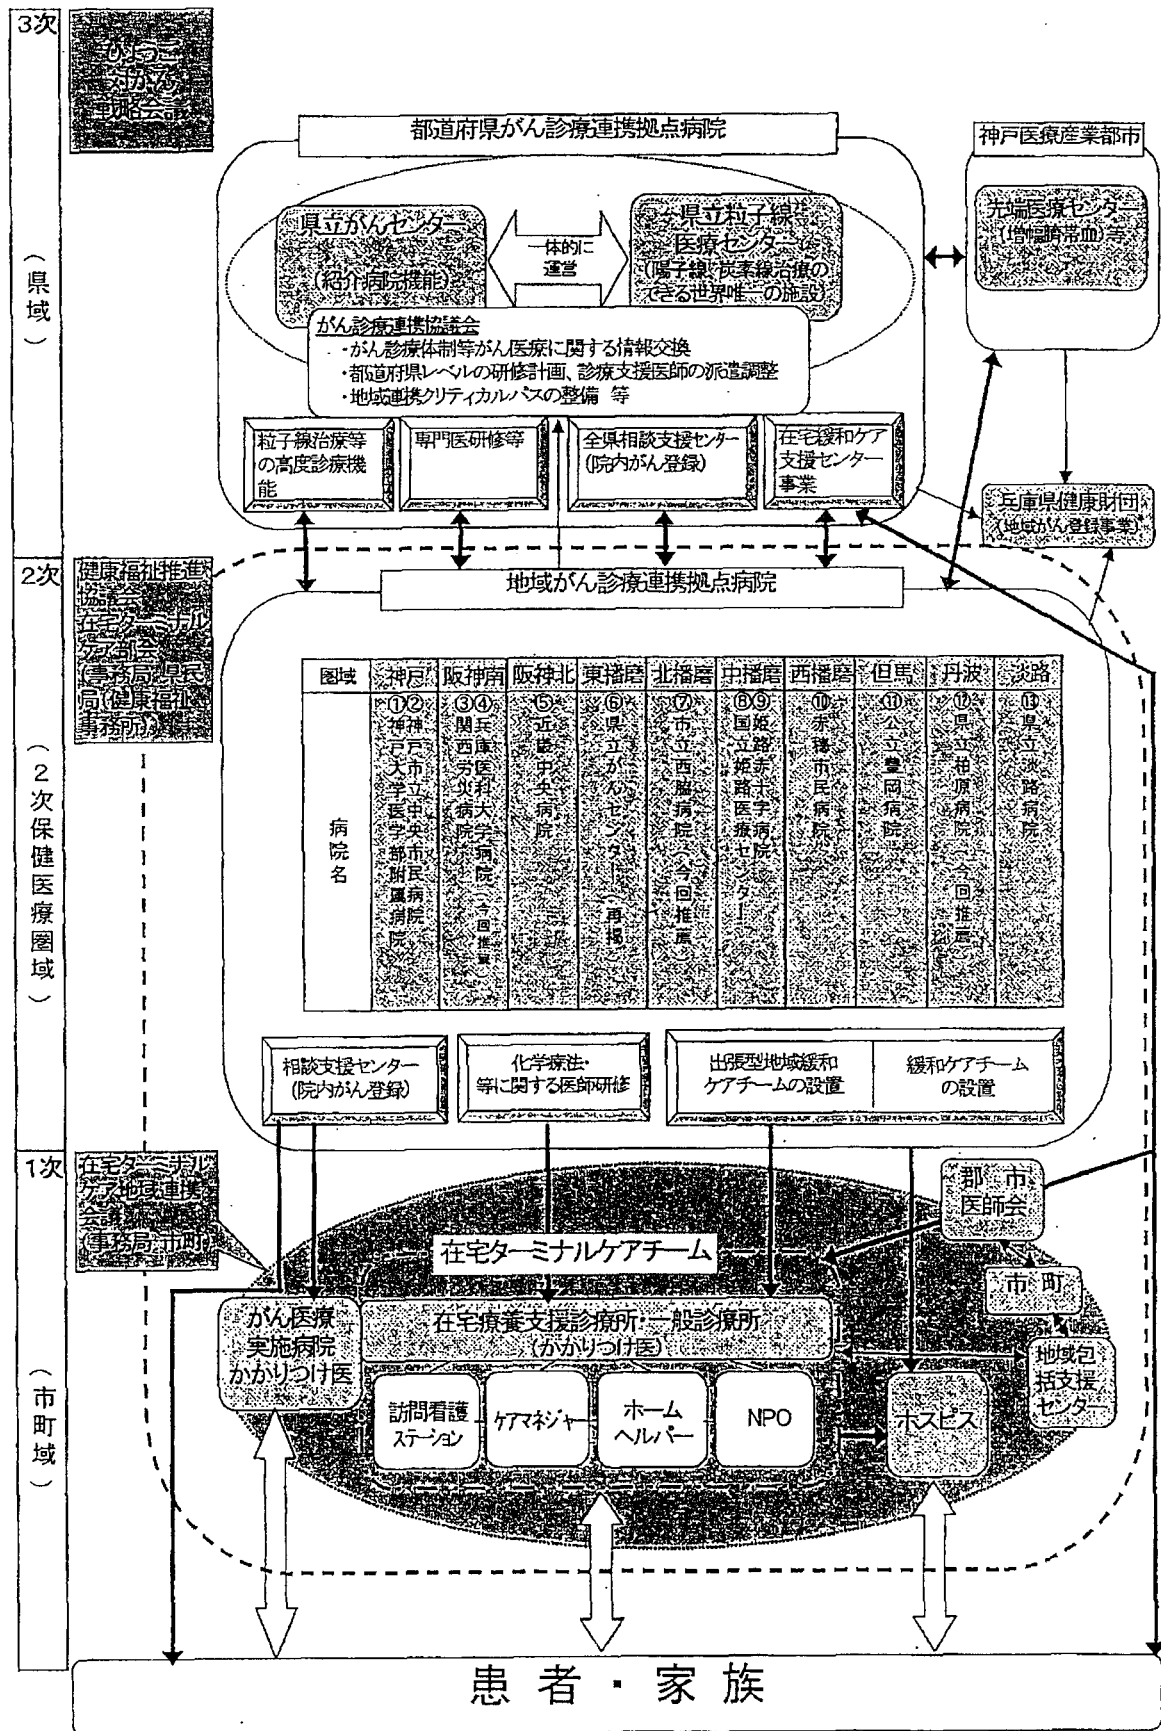 3次
(県域)
ひょうご
対がん
戦略会議
都道府県がん診療連携拠点病院
県立がんセンター
(紹介病院機能)
一体的に
運営
県立粒子線
医療センター
(陽子線、炭素線治療の
できる世界唯一の施設)
がん診療連携協議会
・がん診療体制等がん医療に関する情報交換
・都道府県レベルの研修計画、診療支援医師の派遣調整
・地域連携クリティカルパスの整備 等
粒子線治療等
の高度診療機
能
専門医研修等
全県相談支援センター
(院内がん登録)
在宅緩和ケア
支援センター
事業
神戸医療産業都市
先端医療センター
(増幅臍帯血)等
兵庫県健康財団
(地域がん登録事業)
2次
(2次保健医療圏域)
健康福祉推進
協議会
在宅ターミナル
ケア部会
(事務局:県民
局(健康福祉
事務所))
地域がん診療連携拠点病院
圏域
神戸
阪神南
阪神北
東播磨
北播磨
中播磨
西播磨
但馬
丹波
淡路
病院名
①神戸大学医学部附属病院
②神戸市立中央市民病院
③関西労災病院
④兵庫医科大学病院(今回推薦)
⑤近畿中央病院
⑥県立がんセンター(再掲)
⑦市立西脇病院(今回推薦)
⑧国立姫路医療センター
⑨姫路赤十字病院
⑩赤穂市民病院
⑪公立豊岡病院
⑫県立柏原病院(今回推薦)
⑬県立淡路病院
相談支援センター
(院内がん登録)
化学療法・
等に関する医師研修
出張型地域緩和
ケアチームの設置
緩和ケアチーム
の設置
1次
(市町域)
在宅ターミナル
ケア地域連携
会議
(事務局:市町)
在宅ターミナルケアチーム
がん医療
実施病院
かかりつけ医
在宅療養支援診療所・一般診療所
(かかりつけ医)
訪問看護
ステーション
ケアマネジャー
ホーム
ヘルパー
NPO
ホスピス
郡市
医師会
市町
地域包
括支援
センター
患者・家族